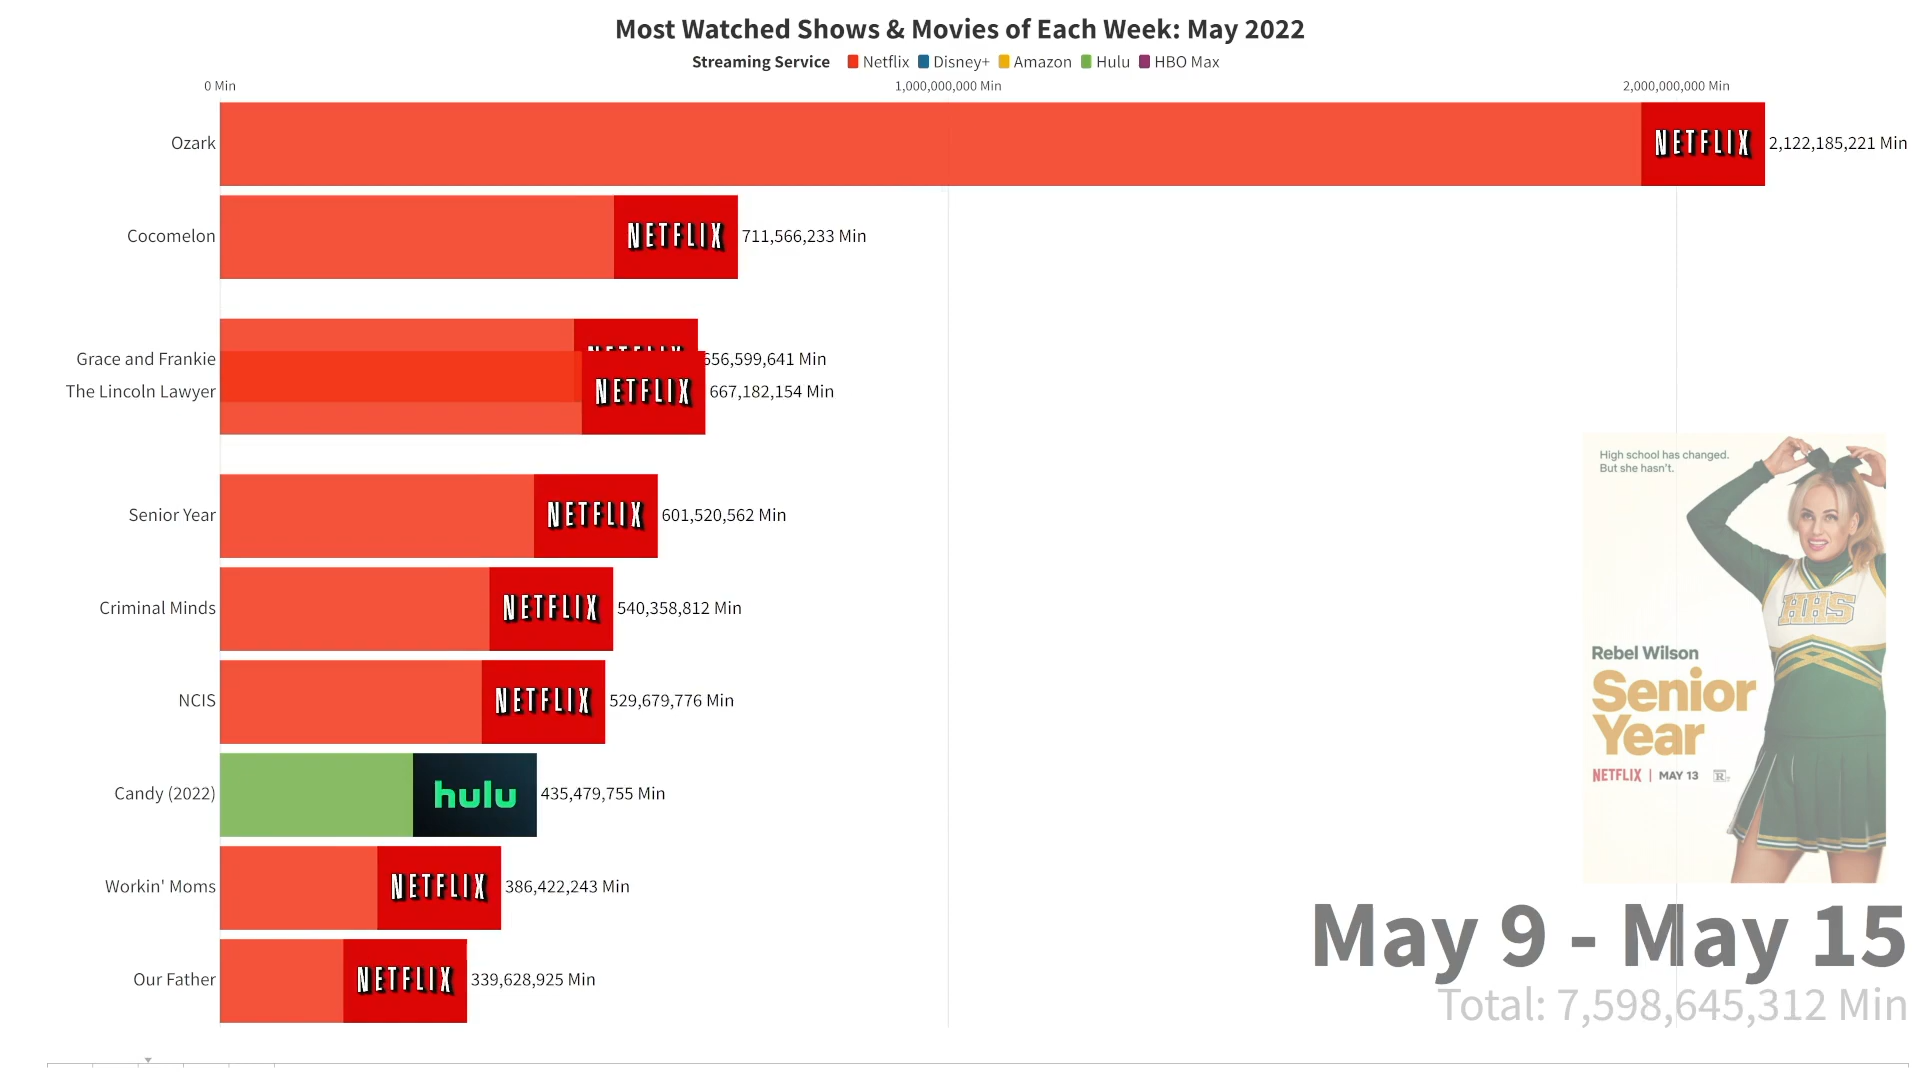 Most Watched Shows & Movies of Each Week: May 2022
Streaming Service Netflix Disney+ Amazon Hulu HBO Max
0 Min 1,000,000,000 Min 2,000,000,000 Min
Ozark NETFLIX 2,122,185,221 Min
Cocomelon NETFLIX 711,566,233 Min
Grace and Frankie NETFLIX 656,599,641 Min
The Lincoln Lawyer NETFLIX 667,182,154 Min
Senior Year NETFLIX 601,520,562 Min
Criminal Minds NETFLIX 540,358,812 Min
NCIS NETFLIX 529,679,776 Min
Candy (2022) hulu 435,479,755 Min
Workin' Moms NETFLIX 386,422,243 Min
Our Father NETFLIX 339,628,925 Min
High school has changed.
But she hasn't.
HHS
Rebel Wilson
Senior
Year
NETFLIX | MAY 13 R
May 9 - May 15
Total: 7,598,645,312 Min